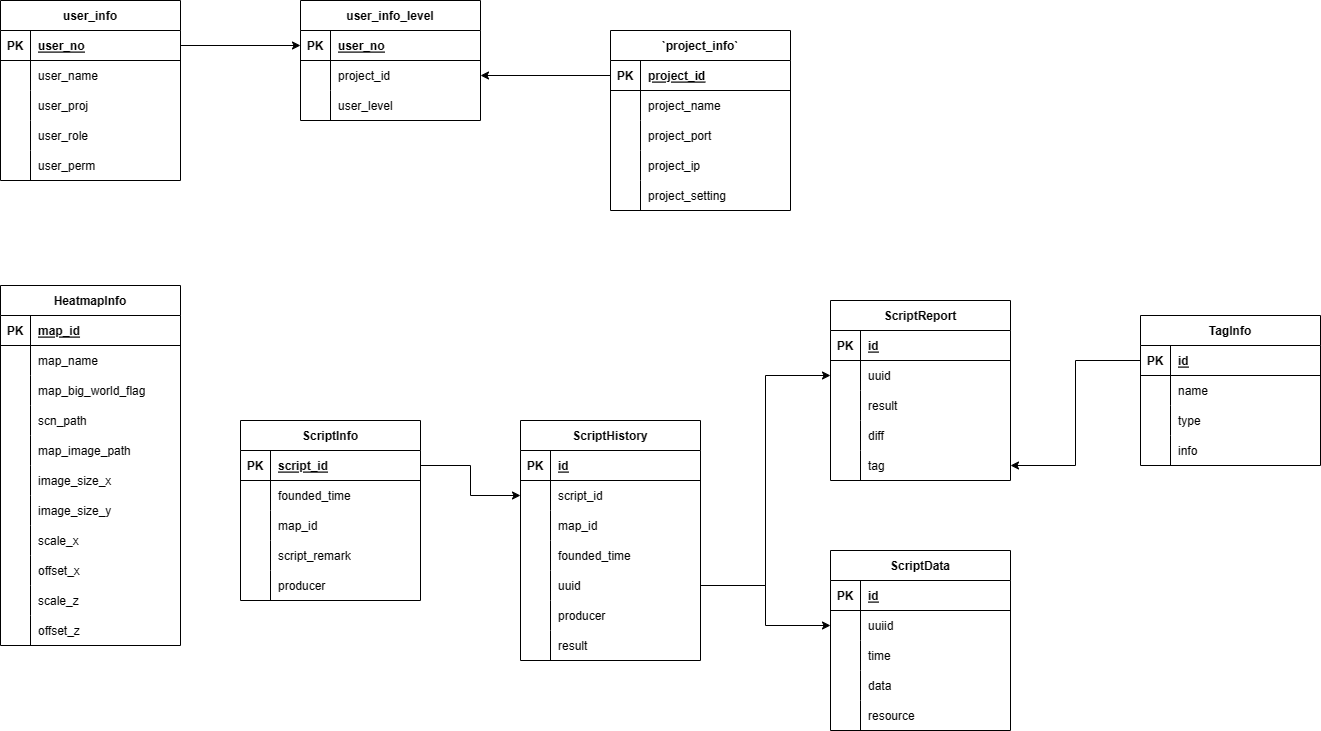 user_info
PK user_no
user_name
user_proj
user_role
user_perm
user_info_level
PK user_no
project_id
user_level
`project_info`
PK project_id
project_name
project_port
project_ip
project_setting
HeatmapInfo
PK map_id
map_name
map_big_world_flag
scn_path
map_image_path
image_size_x
image_size_y
scale_x
offset_x
scale_z
offset_z
ScriptInfo
PK script_id
founded_time
map_id
script_remark
producer
ScriptHistory
PK id
script_id
map_id
founded_time
uuid
producer
result
ScriptReport
PK id
uuid
result
diff
tag
TagInfo
PK id
name
type
info
ScriptData
PK id
uuiid
time
data
resource